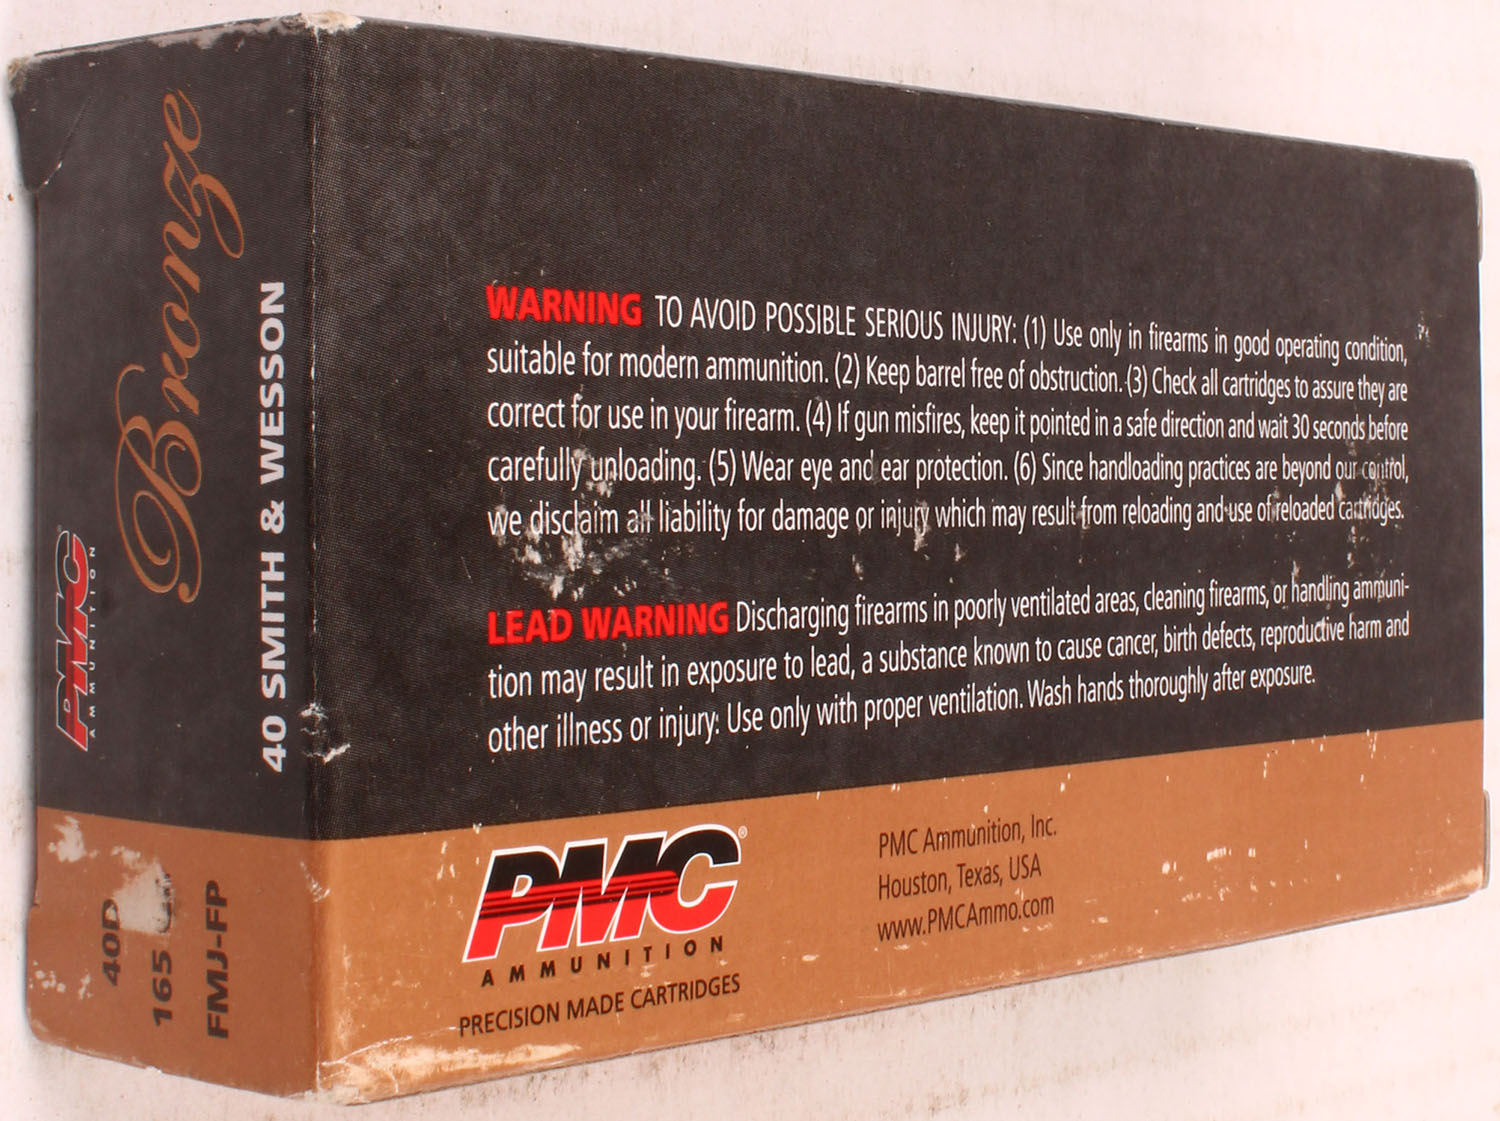 PMC
AMMUNITION
Bronze
40 SMITH & WESSON
40D
165
FMJ-FP
WARNING TO AVOID POSSIBLE SERIOUS INJURY: (1) Use only in firearms in good operating condition,
suitable for modern ammunition. (2) Keep barrel free of obstruction. (3) Check all cartridges to assure they are
correct for use in your firearm. (4) If gun misfires, keep it pointed in a safe direction and wait 30 seconds before
carefully unloading. (5) Wear eye and ear protection. (6) Since handloading practices are beyond our control,
we disclaim all liability for damage or injury which may result from reloading and use of reloaded cartridges.
LEAD WARNING Discharging firearms in poorly ventilated areas, cleaning firearms, or handling ammuni-
tion may result in exposure to lead, a substance known to cause cancer, birth defects, reproductive harm and
other illness or injury. Use only with proper ventilation. Wash hands thoroughly after exposure.
PMC®
AMMUNITION
PRECISION MADE CARTRIDGES
PMC Ammunition, Inc.
Houston, Texas, USA
www.PMCAmmo.com